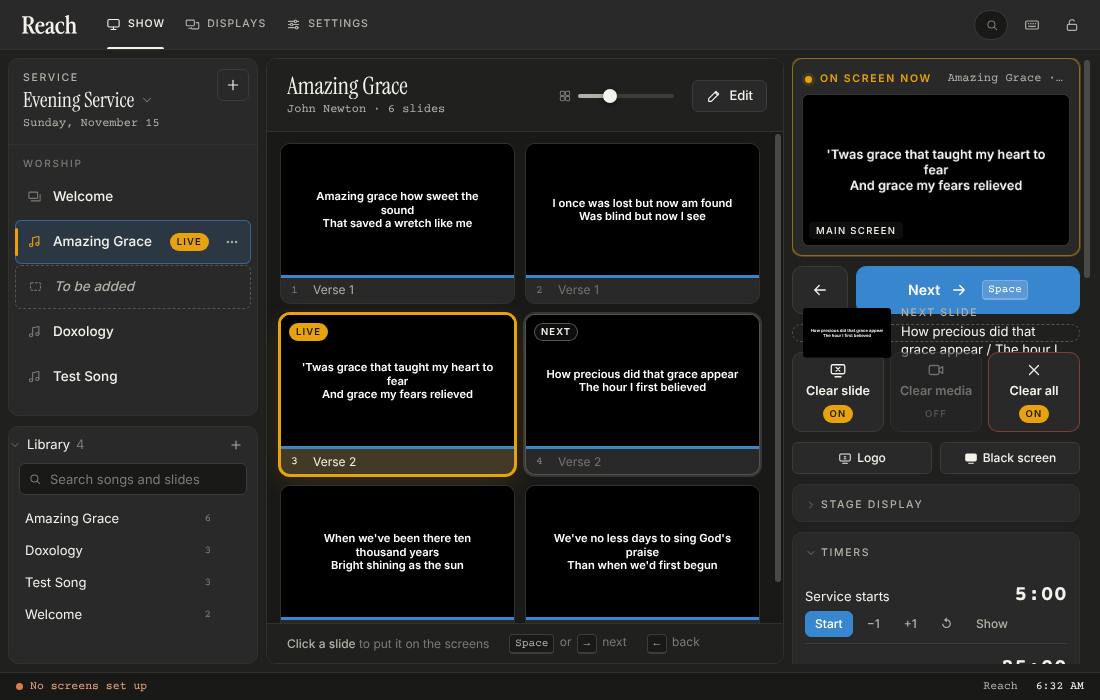 Reach
SHOW
DISPLAYS
SETTINGS
SERVICE
Evening Service
Sunday, November 15
WORSHIP
Welcome
Amazing Grace LIVE
To be added
Doxology
Test Song
Library 4
Search songs and slides
Amazing Grace 6
Doxology 3
Test Song 3
Welcome 2
Amazing Grace
John Newton · 6 slides
Edit
Amazing grace how sweet the
sound
That saved a wretch like me
1 Verse 1
I once was lost but now am found
Was blind but now I see
2 Verse 1
LIVE
'Twas grace that taught my heart to
fear
And grace my fears relieved
3 Verse 2
NEXT
How precious did that grace appear
The hour I first believed
4 Verse 2
When we've been there ten
thousand years
Bright shining as the sun
We've no less days to sing God's
praise
Than when we'd first begun
Click a slide to put it on the screens Space or → next ← back
ON SCREEN NOW Amazing Grace ·…
'Twas grace that taught my heart to
fear
And grace my fears relieved
MAIN SCREEN
← Next → Space
NEXT SLIDE
How precious did that grace appear
The hour I first believed
How precious did that
grace appear / The hour I
Clear slide
ON
Clear media
OFF
Clear all
ON
Logo
Black screen
STAGE DISPLAY
TIMERS
Service starts 5:00
Start −1 +1 Show
No screens set up
Reach 6:32 AM